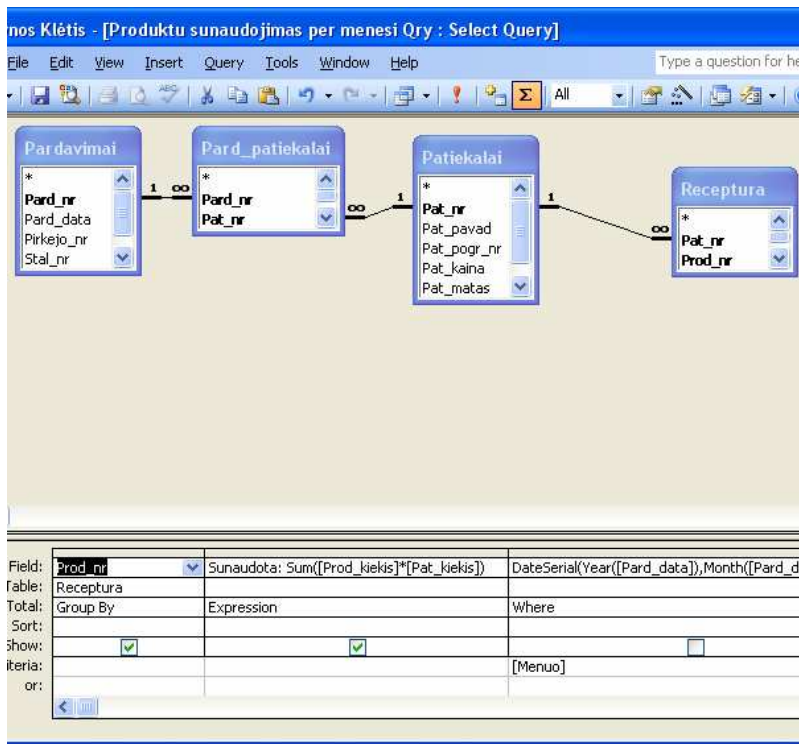 nos Klėtis - [Produktu sunaudojimas per menesi Qry : Select Query]
File Edit View Insert Query Tools Window Help Type a question for he
ABC Σ All
Pardavimai
*
Pard_nr
Pard_data
Pirkejo_nr
Stal_nr
1 ∞
Pard_patiekalai
*
Pard_nr
Pat_nr
∞ 1
Patiekalai
*
Pat_nr
Pat_pavad
Pat_pogr_nr
Pat_kaina
Pat_matas
1 ∞
Receptura
*
Pat_nr
Prod_nr
Field: Prod_nr Sunaudota: Sum([Prod_kiekis]*[Pat_kiekis]) DateSerial(Year([Pard_data]),Month([Pard_d
Table: Receptura
Total: Group By Expression Where
Sort:
Show:
iteria: [Menuo]
or: